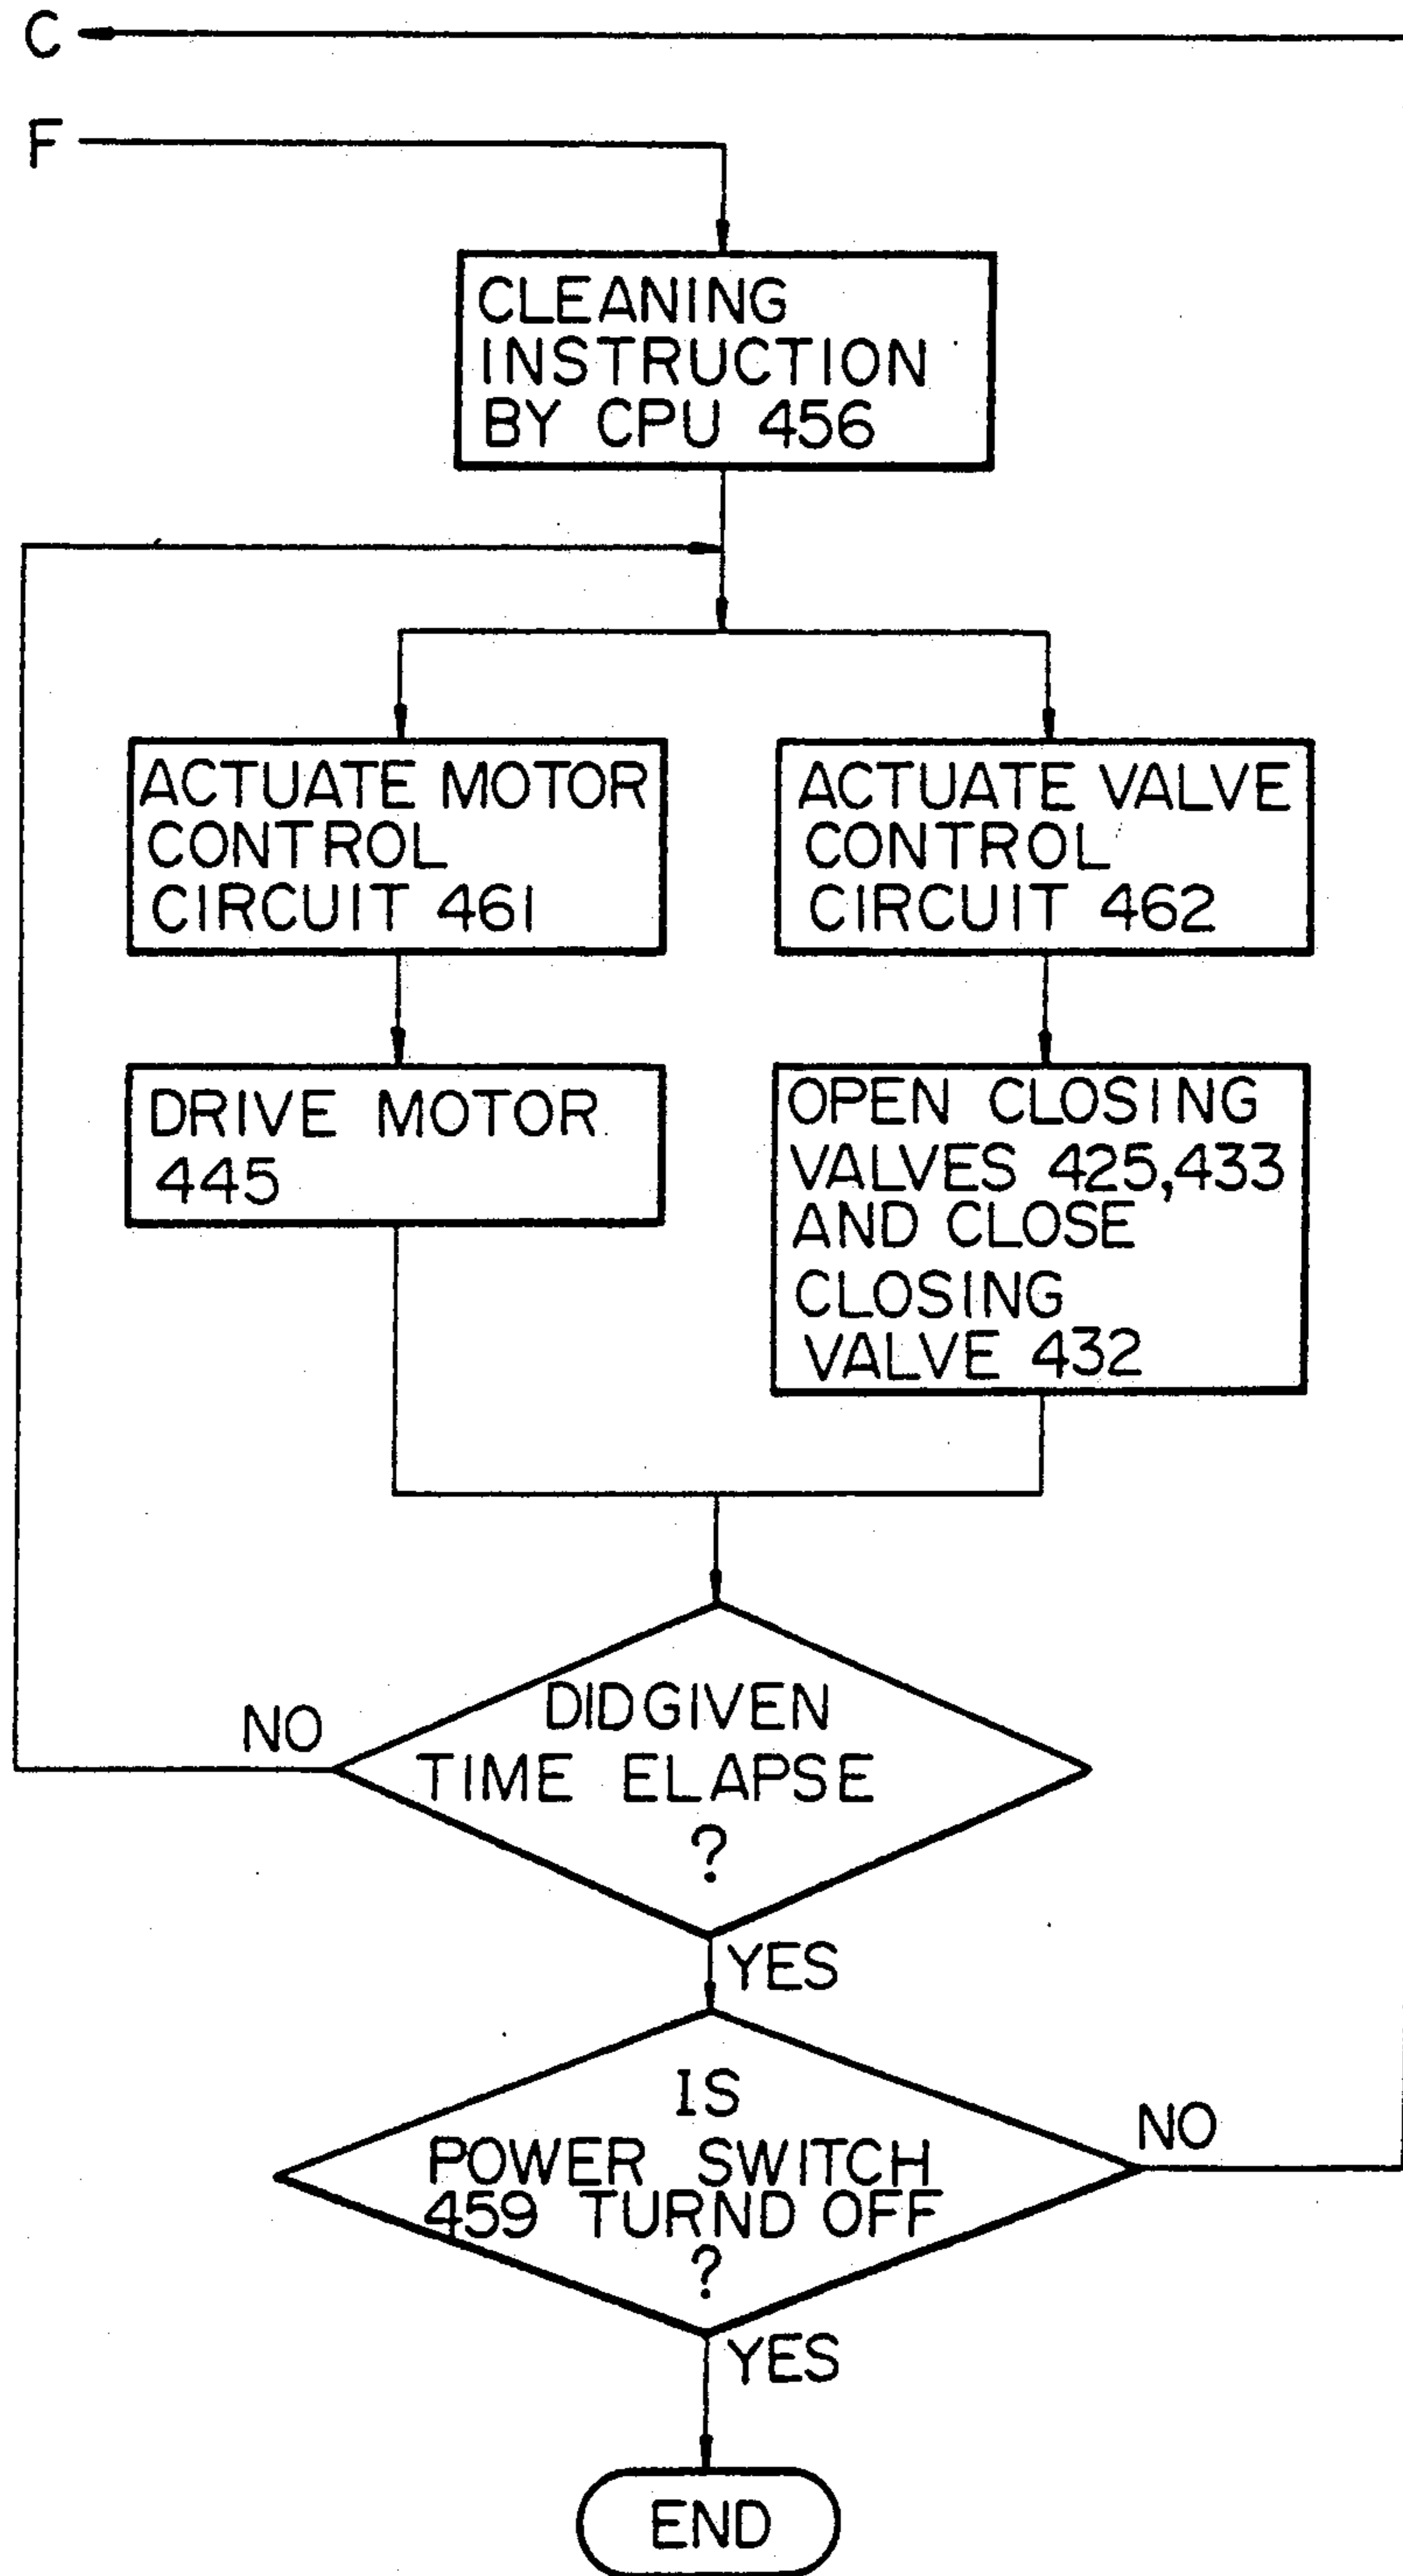 C
F
CLEANING
INSTRUCTION
BY CPU 456
ACTUATE MOTOR
CONTROL
CIRCUIT 461
ACTUATE VALVE
CONTROL
CIRCUIT 462
DRIVE MOTOR
445
OPEN CLOSING
VALVES 425,433
AND CLOSE
CLOSING
VALVE 432
NO
DIDGIVEN
TIME ELAPSE
?
YES
IS
POWER SWITCH
459 TURND OFF
?
NO
YES
END